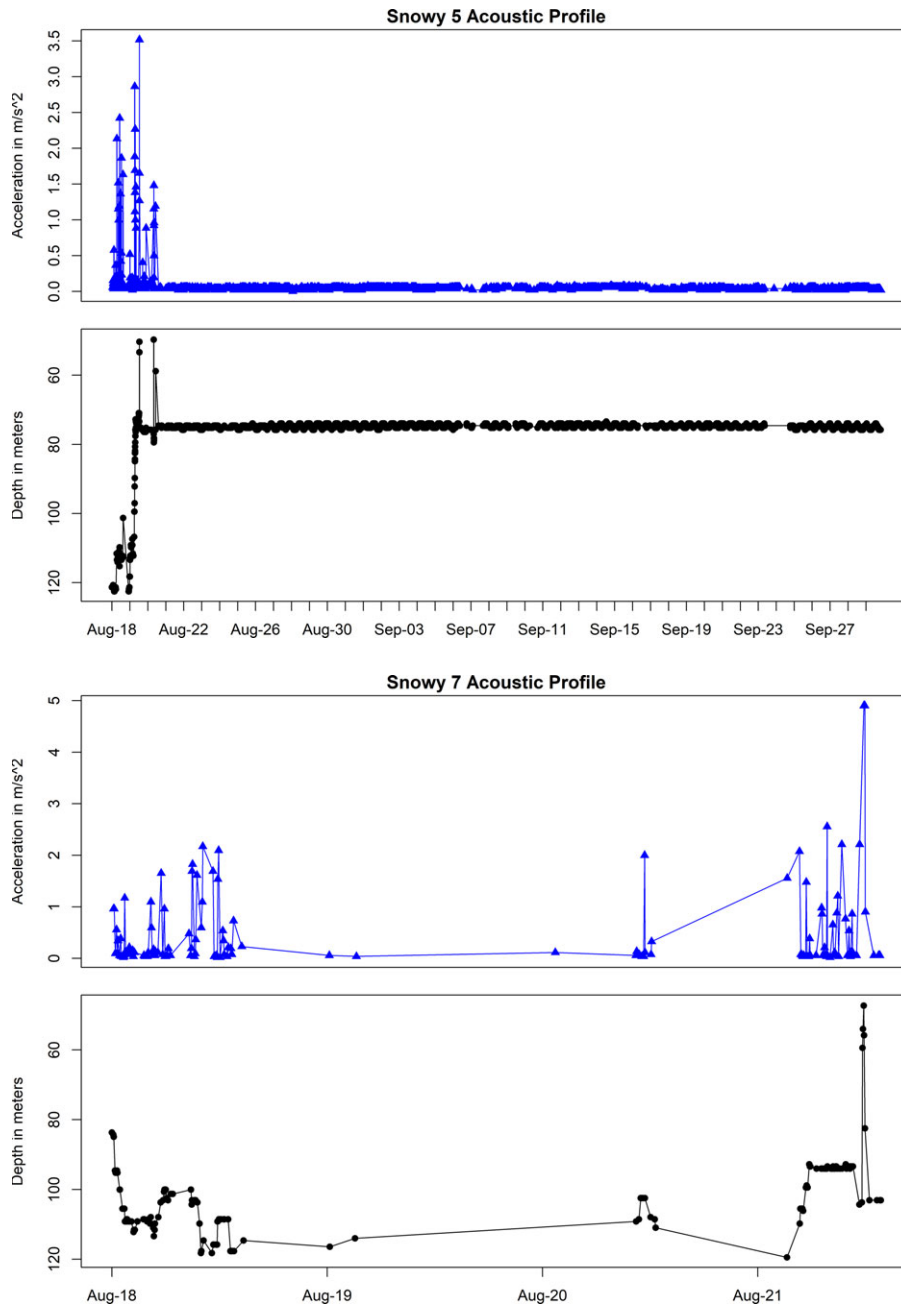 Snowy 5 Acoustic Profile
Acceleration in m/s^2
3.5
3.0
2.5
2.0
1.5
1.0
0.5
0.0
Depth in meters
60
80
100
120
Aug-18 Aug-22 Aug-26 Aug-30 Sep-03 Sep-07 Sep-11 Sep-15 Sep-19 Sep-23 Sep-27
Snowy 7 Acoustic Profile
Acceleration in m/s^2
5
4
3
2
1
0
Depth in meters
60
80
100
120
Aug-18 Aug-19 Aug-20 Aug-21